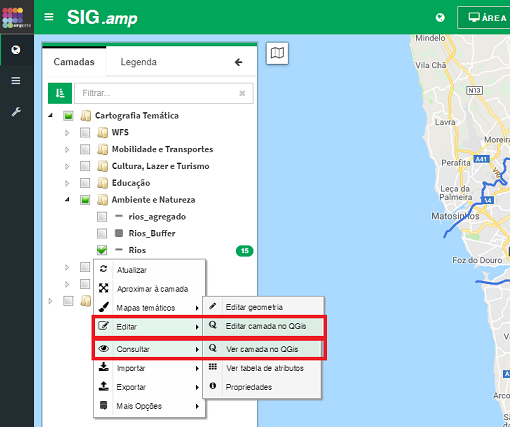 SIG.amp
ÁREA
Camadas
Legenda
Filtrar...
Cartografia Temática
WFS
Mobilidade e Transportes
Cultura, Lazer e Turismo
Educação
Ambiente e Natureza
rios_agregado
Rios_Buffer
Rios
15
Atualizar
Aproximar à camada
Mapas temáticos
Editar
Consultar
Importar
Exportar
Mais Opções
Editar geometria
Editar camada no QGis
Ver camada no QGis
Ver tabela de atributos
Propriedades
Mindelo
Vila Chã
N13
Lavra
Moreira
A41
Perafita
Leça da
Palmeira
Matosinhos
Foz do Douro